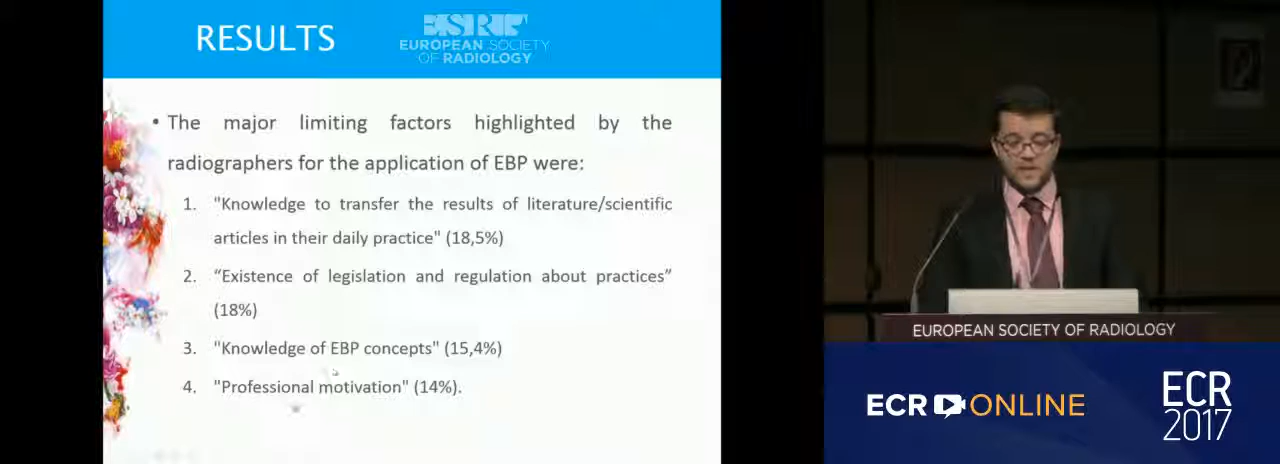 RESULTS
ESR
EUROPEAN SOCIETY
OF RADIOLOGY
• The major limiting factors highlighted by the
radiographers for the application of EBP were:
1. "Knowledge to transfer the results of literature/scientific
articles in their daily practice" (18,5%)
2. “Existence of legislation and regulation about practices”
(18%)
3. "Knowledge of EBP concepts" (15,4%)
4. "Professional motivation" (14%).
EUROPEAN SOCIETY OF RADIOLOGY
ECR ONLINE
ECR
2017